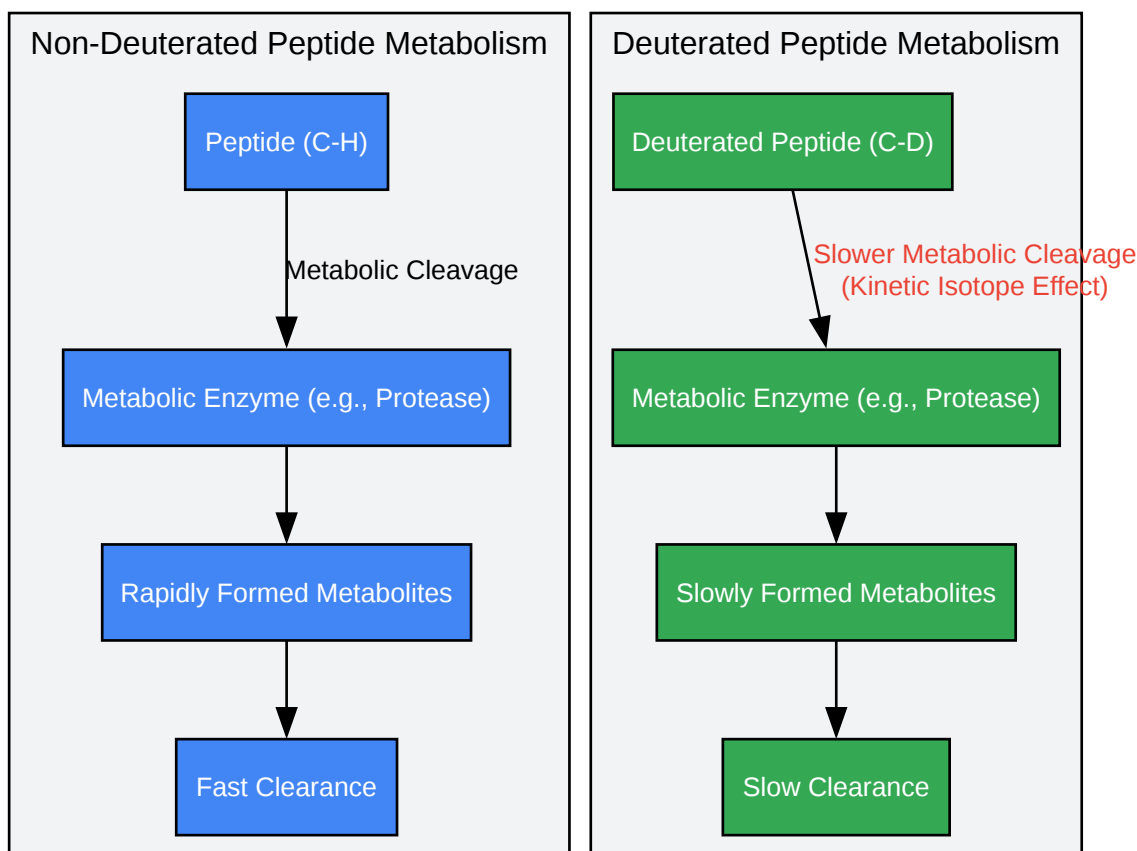 Non-Deuterated Peptide Metabolism
Peptide (C-H)
Metabolic Cleavage
Metabolic Enzyme (e.g., Protease)
Rapidly Formed Metabolites
Fast Clearance
Deuterated Peptide Metabolism
Deuterated Peptide (C-D)
Slower Metabolic Cleavage
(Kinetic Isotope Effect)
Metabolic Enzyme (e.g., Protease)
Slowly Formed Metabolites
Slow Clearance